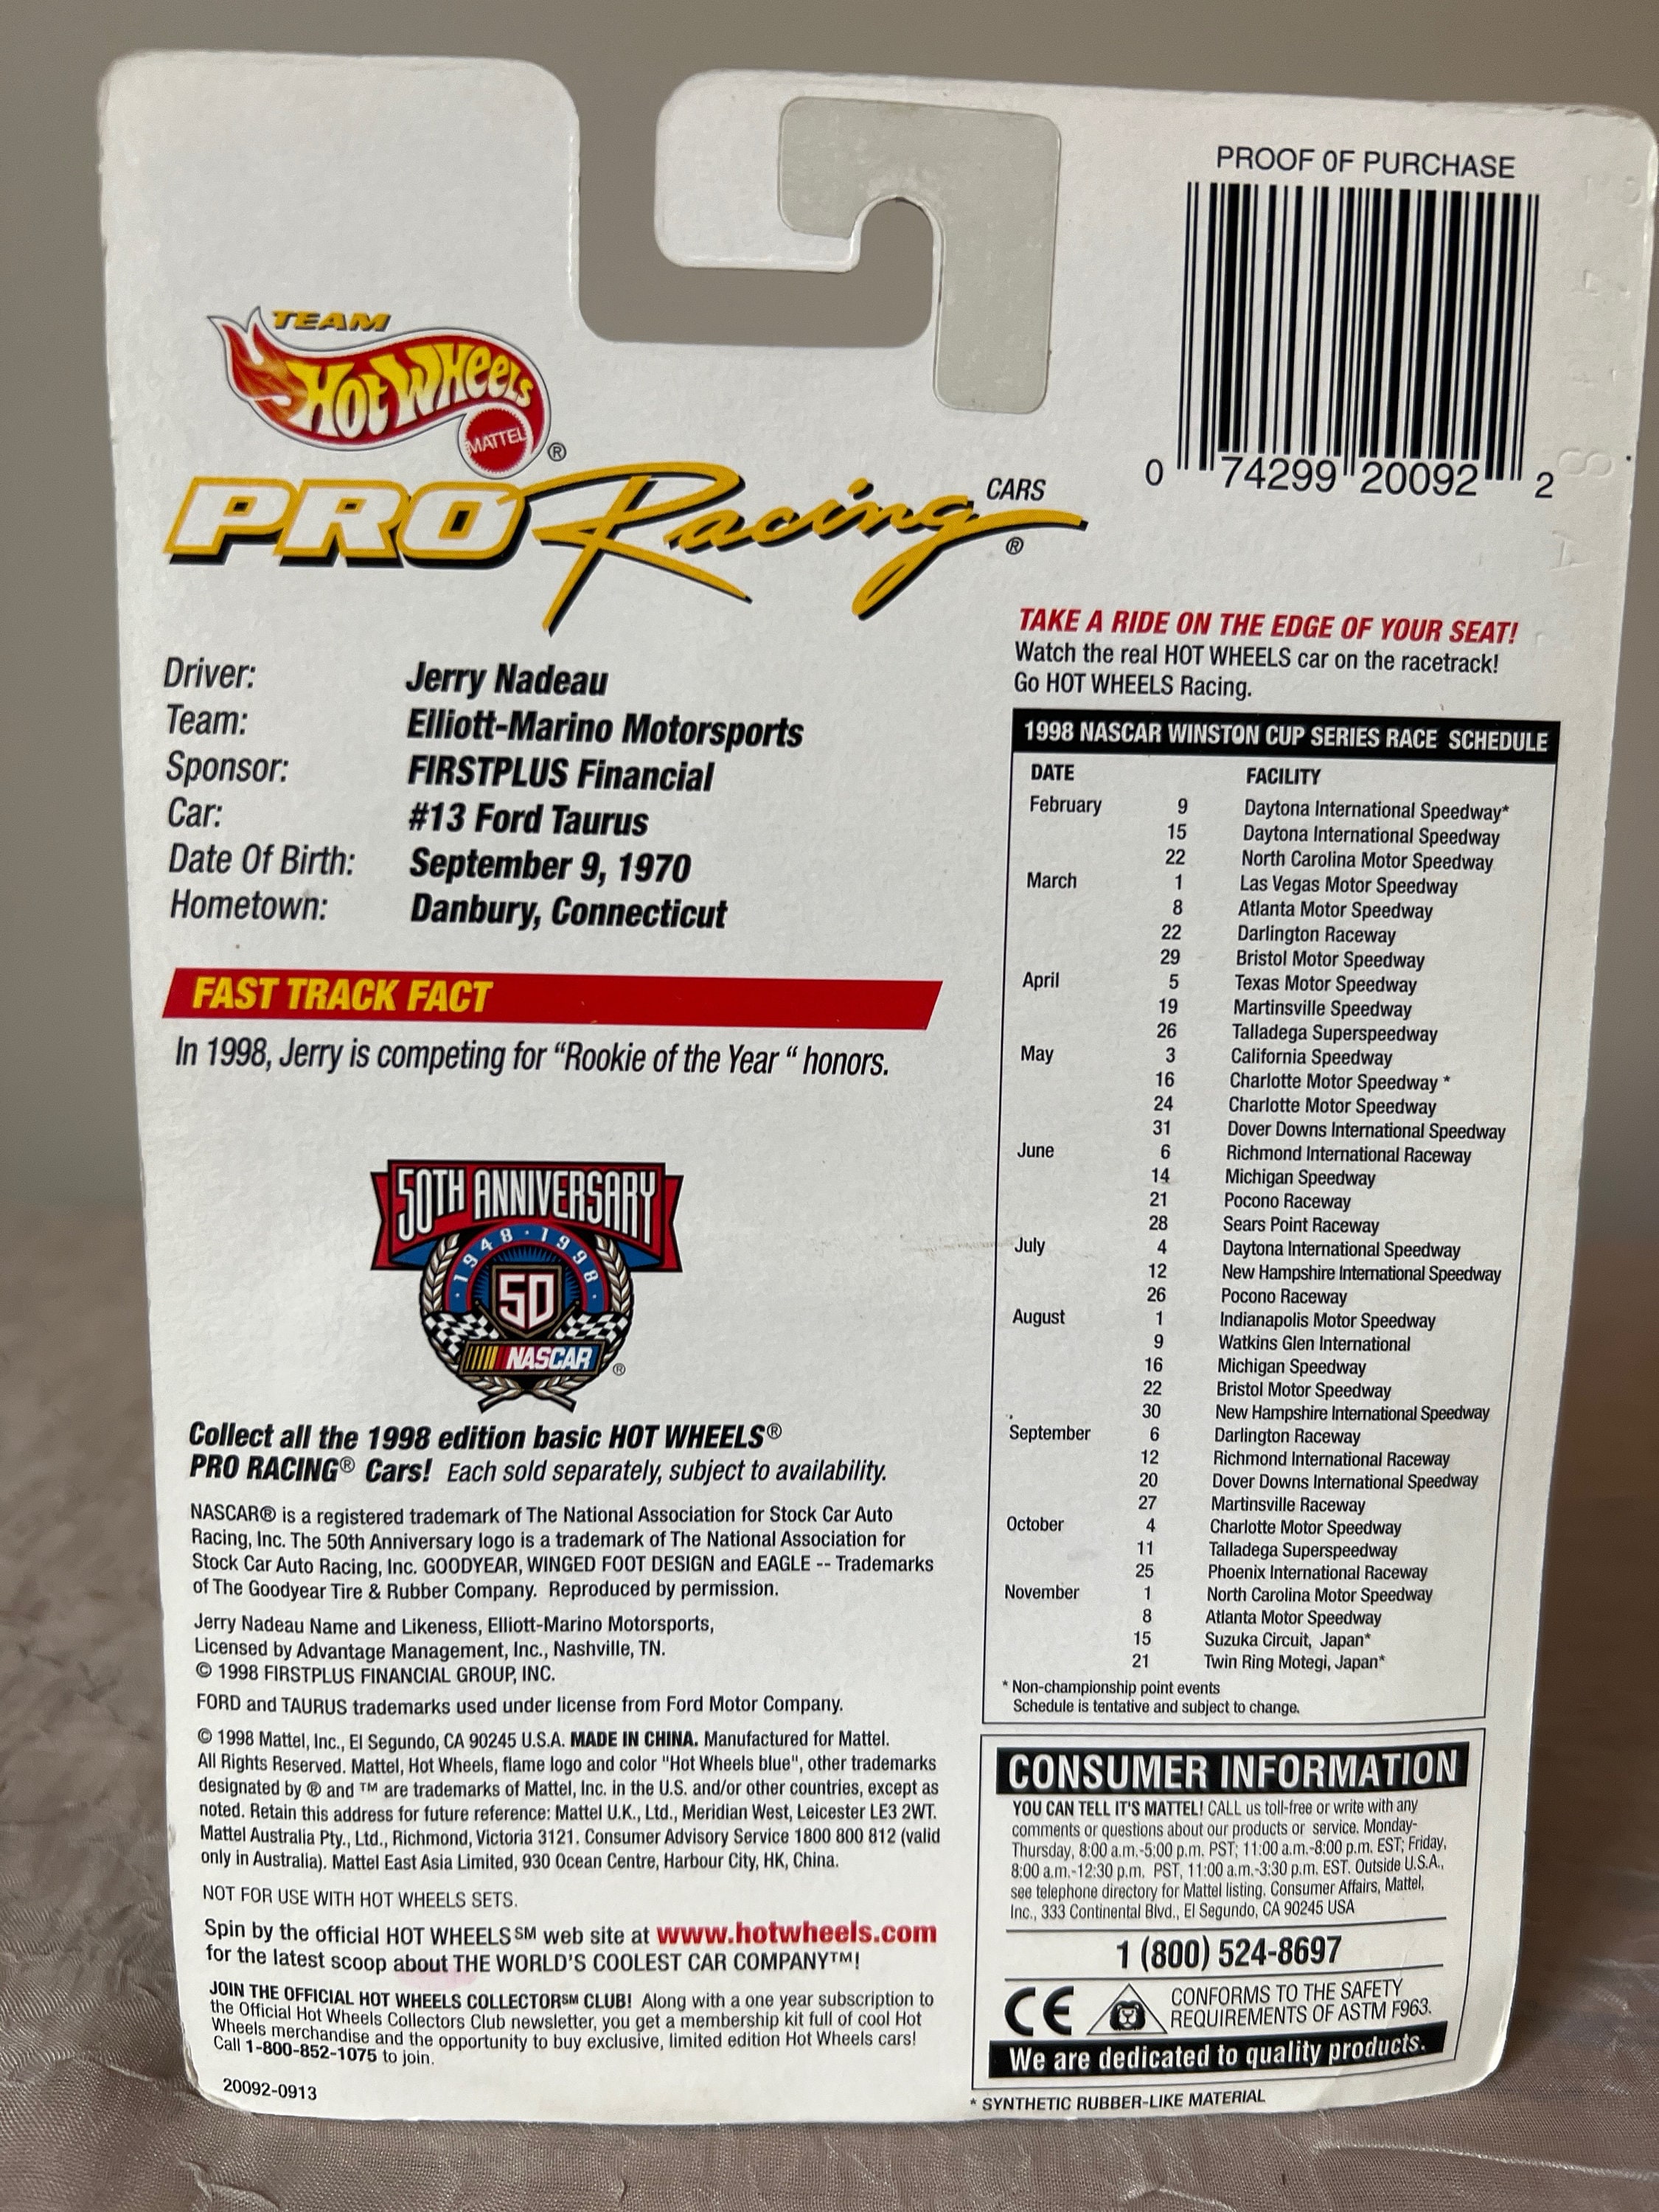 PROOF OF PURCHASE
0 74299 20092 2
TEAM
Hot Wheels
MATTEL
®
PRO Racing CARS
®
Driver: Jerry Nadeau
Team: Elliott-Marino Motorsports
Sponsor: FIRSTPLUS Financial
Car: #13 Ford Taurus
Date Of Birth: September 9, 1970
Hometown: Danbury, Connecticut
FAST TRACK FACT
In 1998, Jerry is competing for “Rookie of the Year “ honors.
50TH ANNIVERSARY
1948 · 1998
50
NASCAR
®
Collect all the 1998 edition basic HOT WHEELS®
PRO RACING® Cars! Each sold separately, subject to availability.
NASCAR® is a registered trademark of The National Association for Stock Car Auto
Racing, Inc. The 50th Anniversary logo is a trademark of The National Association for
Stock Car Auto Racing, Inc. GOODYEAR, WINGED FOOT DESIGN and EAGLE -- Trademarks
of The Goodyear Tire & Rubber Company. Reproduced by permission.
Jerry Nadeau Name and Likeness, Elliott-Marino Motorsports,
Licensed by Advantage Management, Inc., Nashville, TN.
© 1998 FIRSTPLUS FINANCIAL GROUP, INC.
FORD and TAURUS trademarks used under license from Ford Motor Company.
© 1998 Mattel, Inc., El Segundo, CA 90245 U.S.A. MADE IN CHINA. Manufactured for Mattel.
All Rights Reserved. Mattel, Hot Wheels, flame logo and color "Hot Wheels blue", other trademarks
designated by ® and ™ are trademarks of Mattel, Inc. in the U.S. and/or other countries, except as
noted. Retain this address for future reference: Mattel U.K., Ltd., Meridian West, Leicester LE3 2WT.
Mattel Australia Pty., Ltd., Richmond, Victoria 3121. Consumer Advisory Service 1800 800 812 (valid
only in Australia). Mattel East Asia Limited, 930 Ocean Centre, Harbour City, HK, China.
NOT FOR USE WITH HOT WHEELS SETS.
Spin by the official HOT WHEELS℠ web site at www.hotwheels.com
for the latest scoop about THE WORLD'S COOLEST CAR COMPANY™!
JOIN THE OFFICIAL HOT WHEELS COLLECTOR℠ CLUB! Along with a one year subscription to
the Official Hot Wheels Collectors Club newsletter, you get a membership kit full of cool Hot
Wheels merchandise and the opportunity to buy exclusive, limited edition Hot Wheels cars!
Call 1-800-852-1075 to join.
20092-0913
TAKE A RIDE ON THE EDGE OF YOUR SEAT!
Watch the real HOT WHEELS car on the racetrack!
Go HOT WHEELS Racing.
1998 NASCAR WINSTON CUP SERIES RACE SCHEDULE
DATE FACILITY
February 9 Daytona International Speedway*
15 Daytona International Speedway
22 North Carolina Motor Speedway
March 1 Las Vegas Motor Speedway
8 Atlanta Motor Speedway
22 Darlington Raceway
29 Bristol Motor Speedway
April 5 Texas Motor Speedway
19 Martinsville Speedway
26 Talladega Superspeedway
May 3 California Speedway
16 Charlotte Motor Speedway *
24 Charlotte Motor Speedway
31 Dover Downs International Speedway
June 6 Richmond International Raceway
14 Michigan Speedway
21 Pocono Raceway
28 Sears Point Raceway
July 4 Daytona International Speedway
12 New Hampshire International Speedway
26 Pocono Raceway
August 1 Indianapolis Motor Speedway
9 Watkins Glen International
16 Michigan Speedway
22 Bristol Motor Speedway
30 New Hampshire International Speedway
September 6 Darlington Raceway
12 Richmond International Raceway
20 Dover Downs International Speedway
27 Martinsville Raceway
October 4 Charlotte Motor Speedway
11 Talladega Superspeedway
25 Phoenix International Raceway
November 1 North Carolina Motor Speedway
8 Atlanta Motor Speedway
15 Suzuka Circuit, Japan*
21 Twin Ring Motegi, Japan*
* Non-championship point events
Schedule is tentative and subject to change.
CONSUMER INFORMATION
YOU CAN TELL IT'S MATTEL! CALL us toll-free or write with any
comments or questions about our products or service. Monday-
Thursday, 8:00 a.m.-5:00 p.m. PST; 11:00 a.m.-8:00 p.m. EST; Friday,
8:00 a.m.-12:30 p.m. PST, 11:00 a.m.-3:30 p.m. EST. Outside U.S.A.,
see telephone directory for Mattel listing. Consumer Affairs, Mattel,
Inc., 333 Continental Blvd., El Segundo, CA 90245 USA
1 (800) 524-8697
CE
CONFORMS TO THE SAFETY
REQUIREMENTS OF ASTM F963.
We are dedicated to quality products.
* SYNTHETIC RUBBER-LIKE MATERIAL